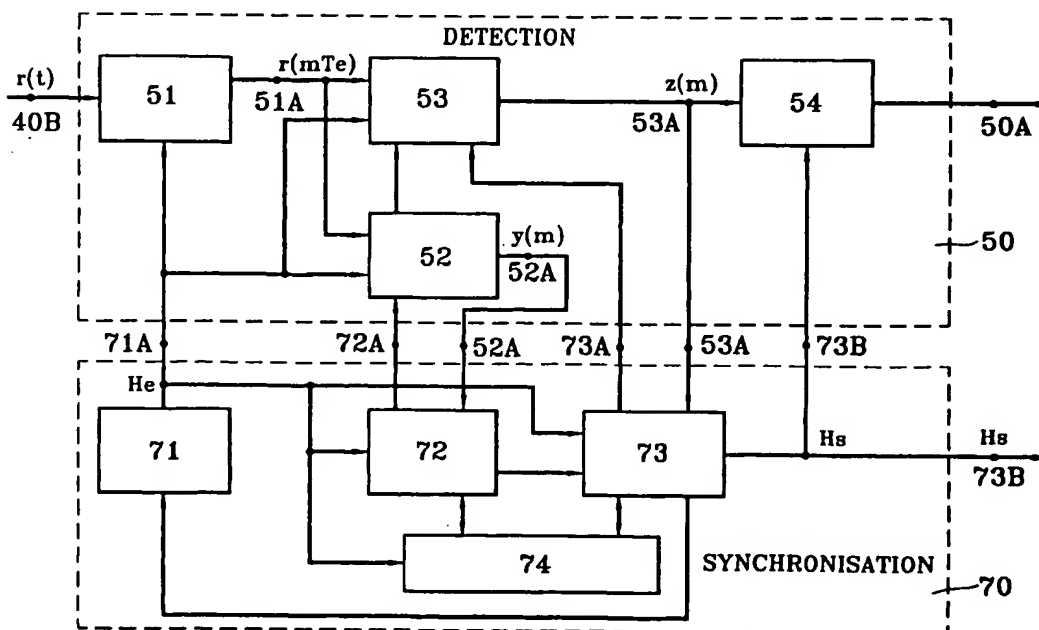 DETECTION
r(t)
40B
51
r(mTe)
51A
53
z(m)
53A
54
50A
52
y(m)
52A
50
71A
72A
52A
73A
53A
73B
He
71
72
73
Hs
Hs
73B
74
SYNCHRONISATION
70